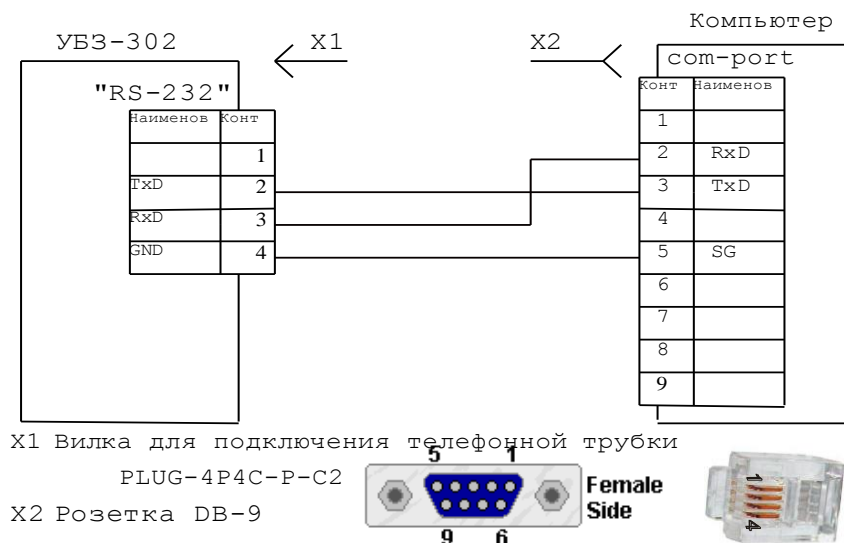 Компьютер
УБЗ-302
X1
X2
com-port
"RS-232"
Наименов Конт
1
TxD 2
RxD 3
GND 4
Конт Наименов
1
2 RxD
3 TxD
4
5 SG
6
7
8
9
X1 Вилка для подключения телефонной трубки
PLUG-4P4C-P-C2
X2 Розетка DB-9
5 1
Female
Side
9 6
1
4